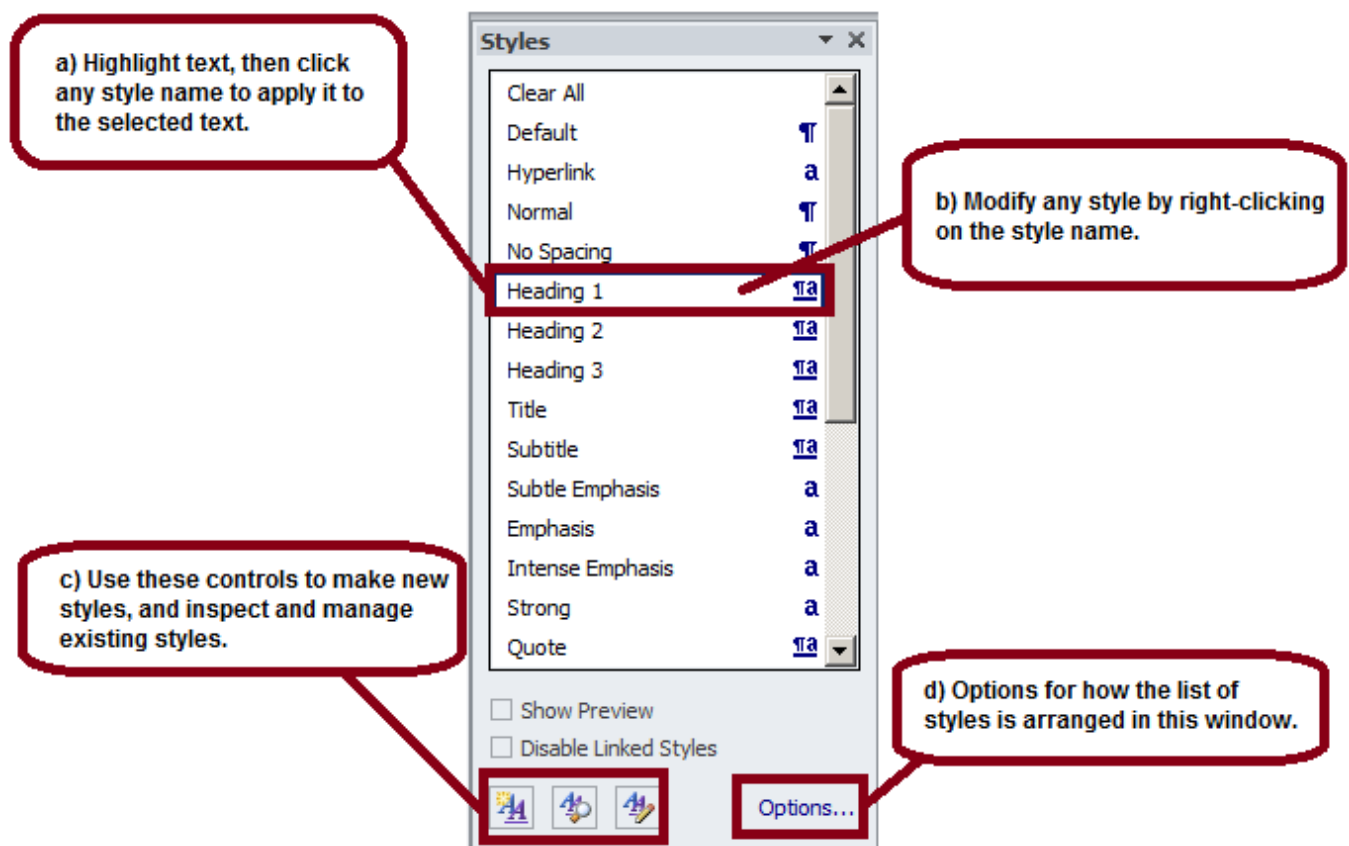 Styles
a) Highlight text, then click
any style name to apply it to
the selected text.
Clear All
Default ¶
Hyperlink a
Normal ¶
No Spacing ¶
Heading 1 ¶a
Heading 2 ¶a
Heading 3 ¶a
Title ¶a
Subtitle ¶a
Subtle Emphasis a
Emphasis a
Intense Emphasis a
Strong a
Quote ¶a
b) Modify any style by right-clicking
on the style name.
c) Use these controls to make new
styles, and inspect and manage
existing styles.
Show Preview
Disable Linked Styles
d) Options for how the list of
styles is arranged in this window.
Options...